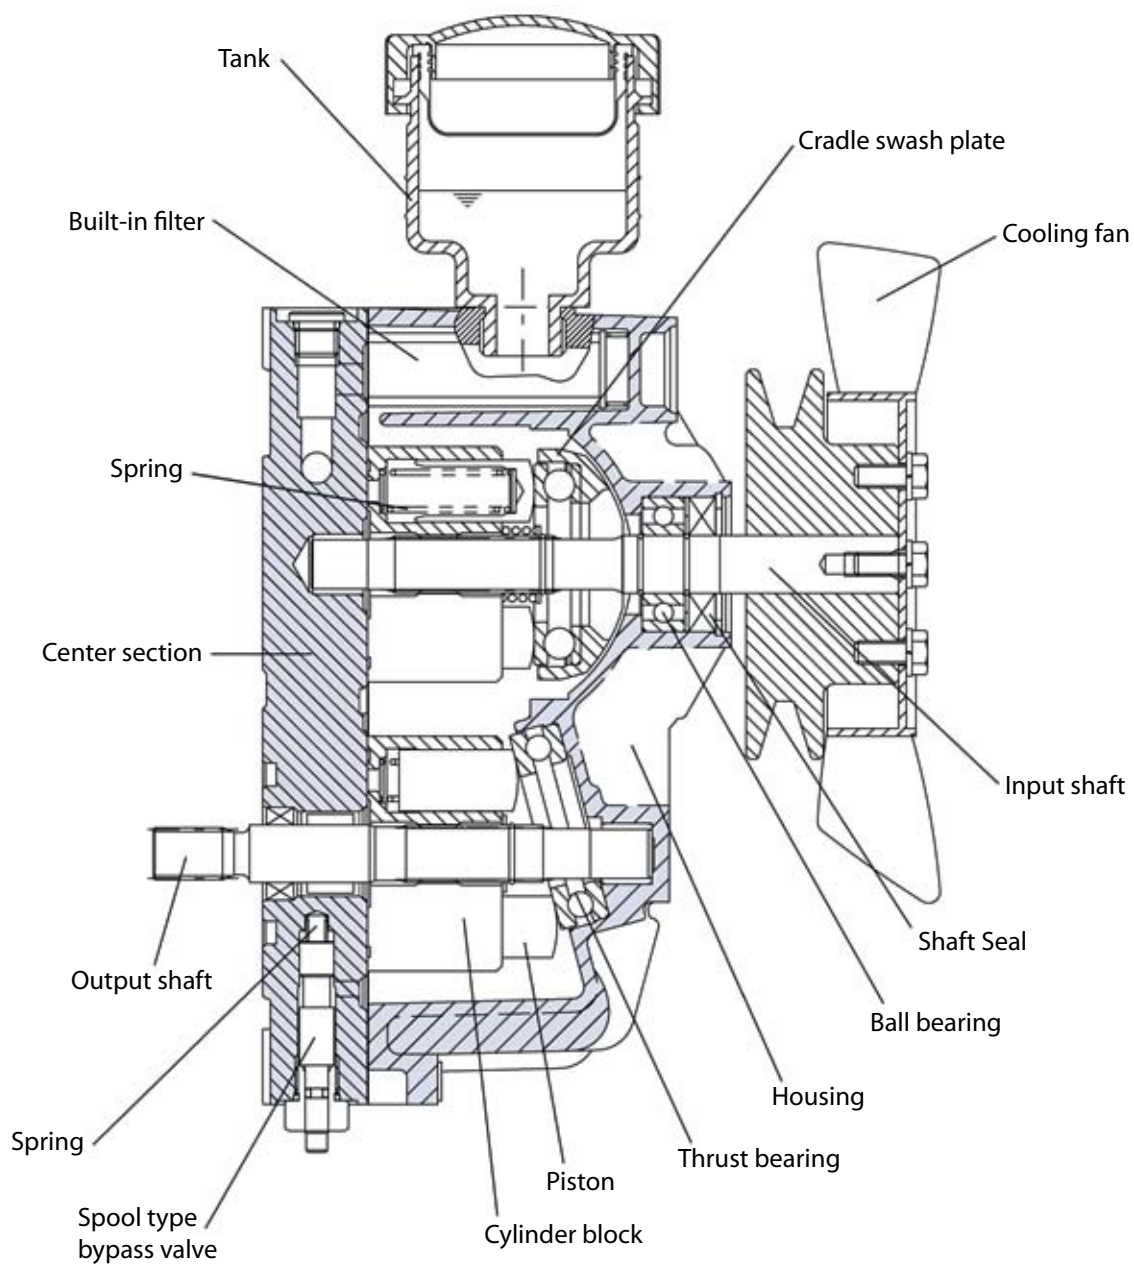 Tank
Cradle swash plate
Built-in filter
Cooling fan
Spring
Center section
Input shaft
Shaft Seal
Output shaft
Ball bearing
Housing
Spring
Thrust bearing
Piston
Spool type
bypass valve
Cylinder block